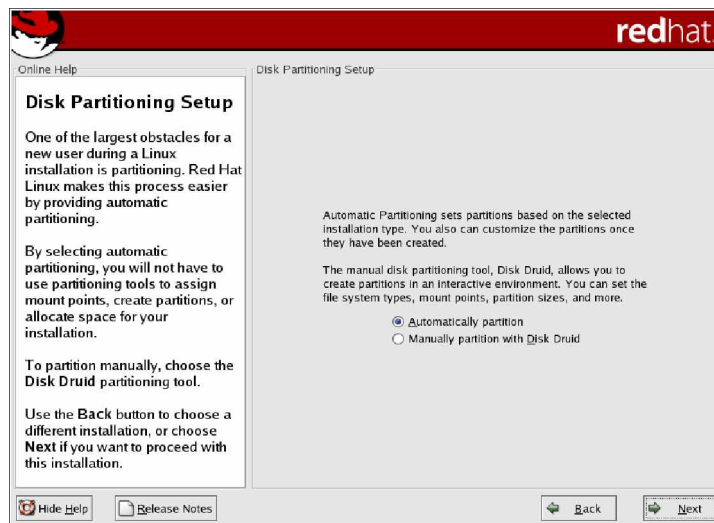 redhat.
Online Help
Disk Partitioning Setup
One of the largest obstacles for a
new user during a Linux
installation is partitioning. Red Hat
Linux makes this process easier
by providing automatic
partitioning.
By selecting automatic
partitioning, you will not have to
use partitioning tools to assign
mount points, create partitions, or
allocate space for your
installation.
To partition manually, choose the
Disk Druid partitioning tool.
Use the Back button to choose a
different installation, or choose
Next if you want to proceed with
this installation.
Disk Partitioning Setup
Automatic Partitioning sets partitions based on the selected
installation type. You also can customize the partitions once
they have been created.
The manual disk partitioning tool, Disk Druid, allows you to
create partitions in an interactive environment. You can set the
file system types, mount points, partition sizes, and more.
Automatically partition
Manually partition with Disk Druid
Hide Help
Release Notes
Back
Next